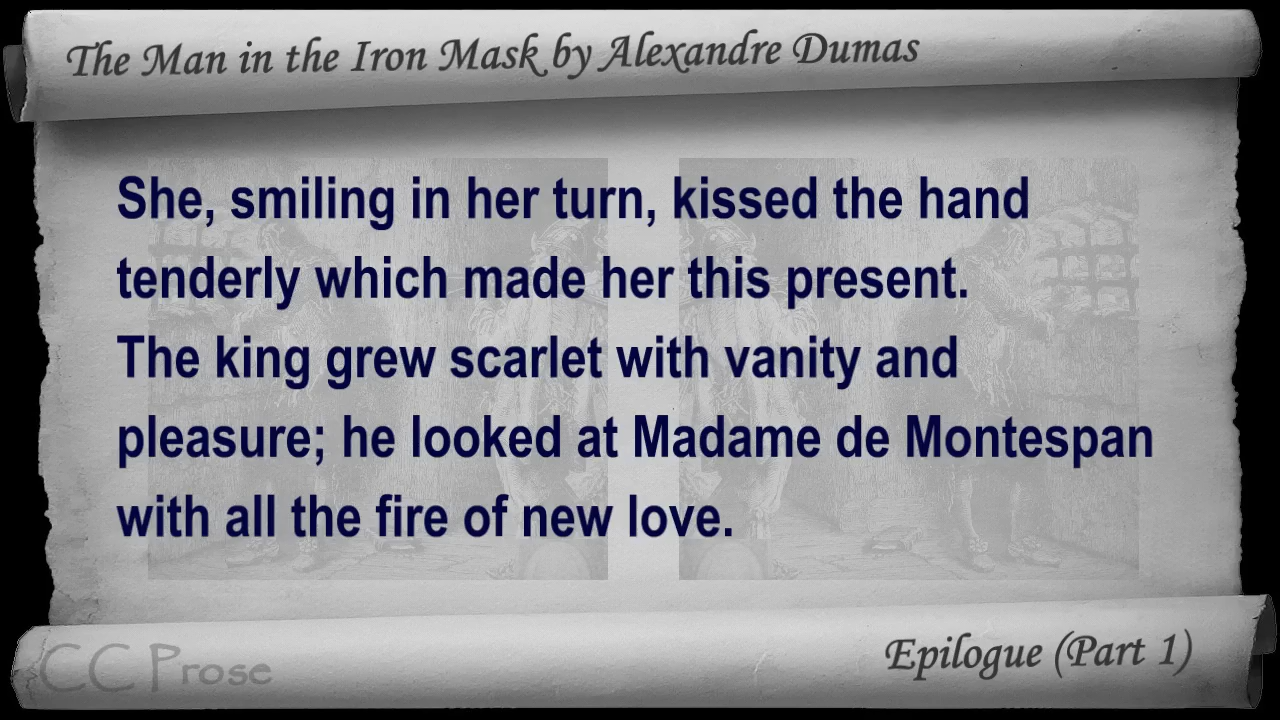 The Man in the Iron Mask by Alexandre Dumas
She, smiling in her turn, kissed the hand
tenderly which made her this present.
The king grew scarlet with vanity and
pleasure; he looked at Madame de Montespan
with all the fire of new love.
Epilogue (Part 1)
CC Prose